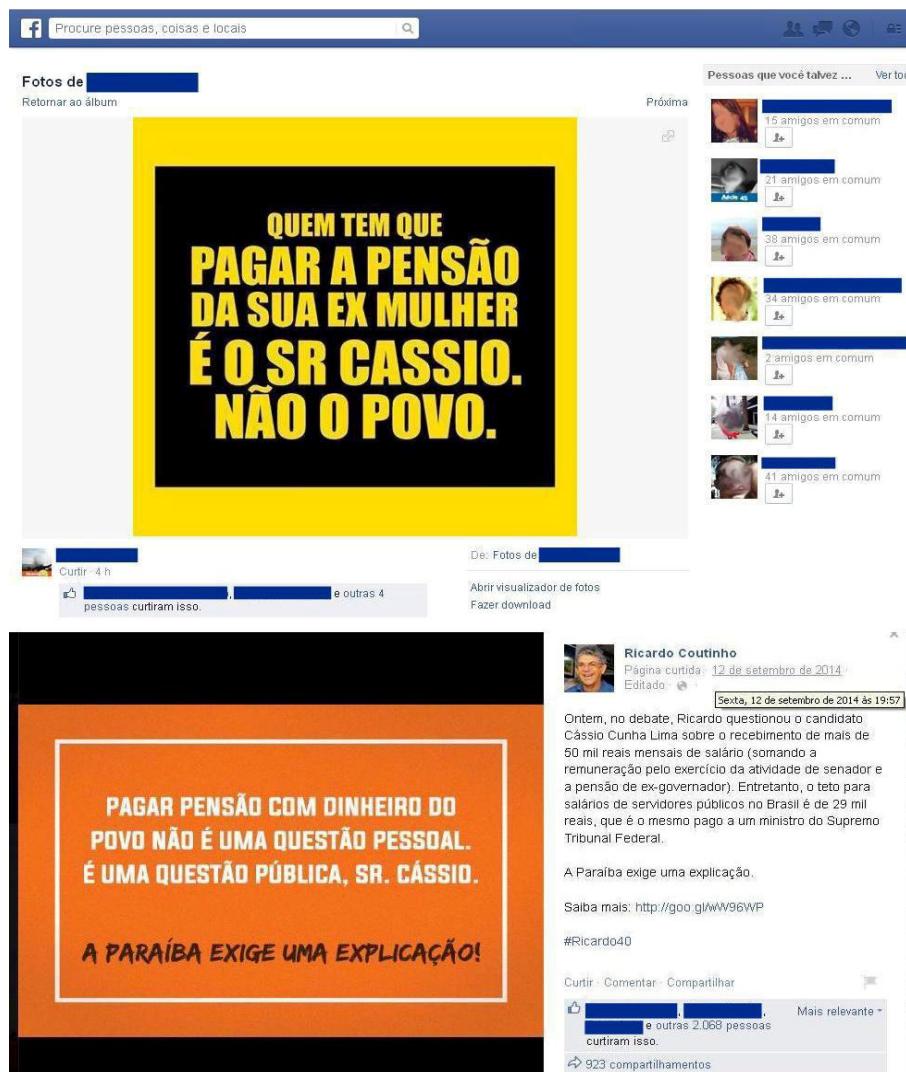 f
Procure pessoas, coisas e locais
Fotos de
Retornar ao álbum
Próxima
QUEM TEM QUE
PAGAR A PENSÃO
DA SUA EX MULHER
É O SR CASSIO.
NÃO O POVO.
Curtir · 4 h
, e outras 4
pessoas curtiram isso.
De: Fotos de
Abrir visualizador de fotos
Fazer download
Pessoas que você talvez ... Ver to
15 amigos em comum
21 amigos em comum
Aécio 45
38 amigos em comum
34 amigos em comum
2 amigos em comum
14 amigos em comum
41 amigos em comum
PAGAR PENSÃO COM DINHEIRO DO
POVO NÃO É UMA QUESTÃO PESSOAL.
É UMA QUESTÃO PÚBLICA, SR. CÁSSIO.
A PARAÍBA EXIGE UMA EXPLICAÇÃO!
Ricardo Coutinho
Página curtida · 12 de setembro de 2014 ·
Editado ·
Sexta, 12 de setembro de 2014 às 19:57
Ontem, no debate, Ricardo questionou o candidato
Cássio Cunha Lima sobre o recebimento de mais de
50 mil reais mensais de salário (somando a
remuneração pelo exercício da atividade de senador e
a pensão de ex-governador). Entretanto, o teto para
salários de servidores públicos no Brasil é de 29 mil
reais, que é o mesmo pago a um ministro do Supremo
Tribunal Federal.
A Paraíba exige uma explicação.
Saiba mais: http://goo.gl/wW96WP
#Ricardo40
Curtir · Comentar · Compartilhar
, ,
e outras 2.068 pessoas
curtiram isso.
Mais relevante
923 compartilhamentos